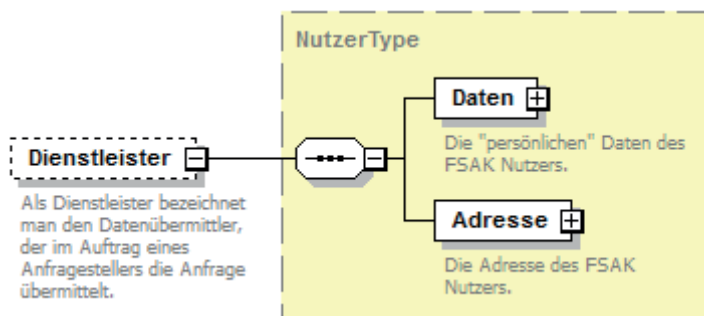 NutzerType
Daten
Die "persönlichen" Daten des
FSAK Nutzers.
Dienstleister
Als Dienstleister bezeichnet
man den Datenübermittler,
der im Auftrag eines
Anfragestellers die Anfrage
übermittelt.
Adresse
Die Adresse des FSAK
Nutzers.